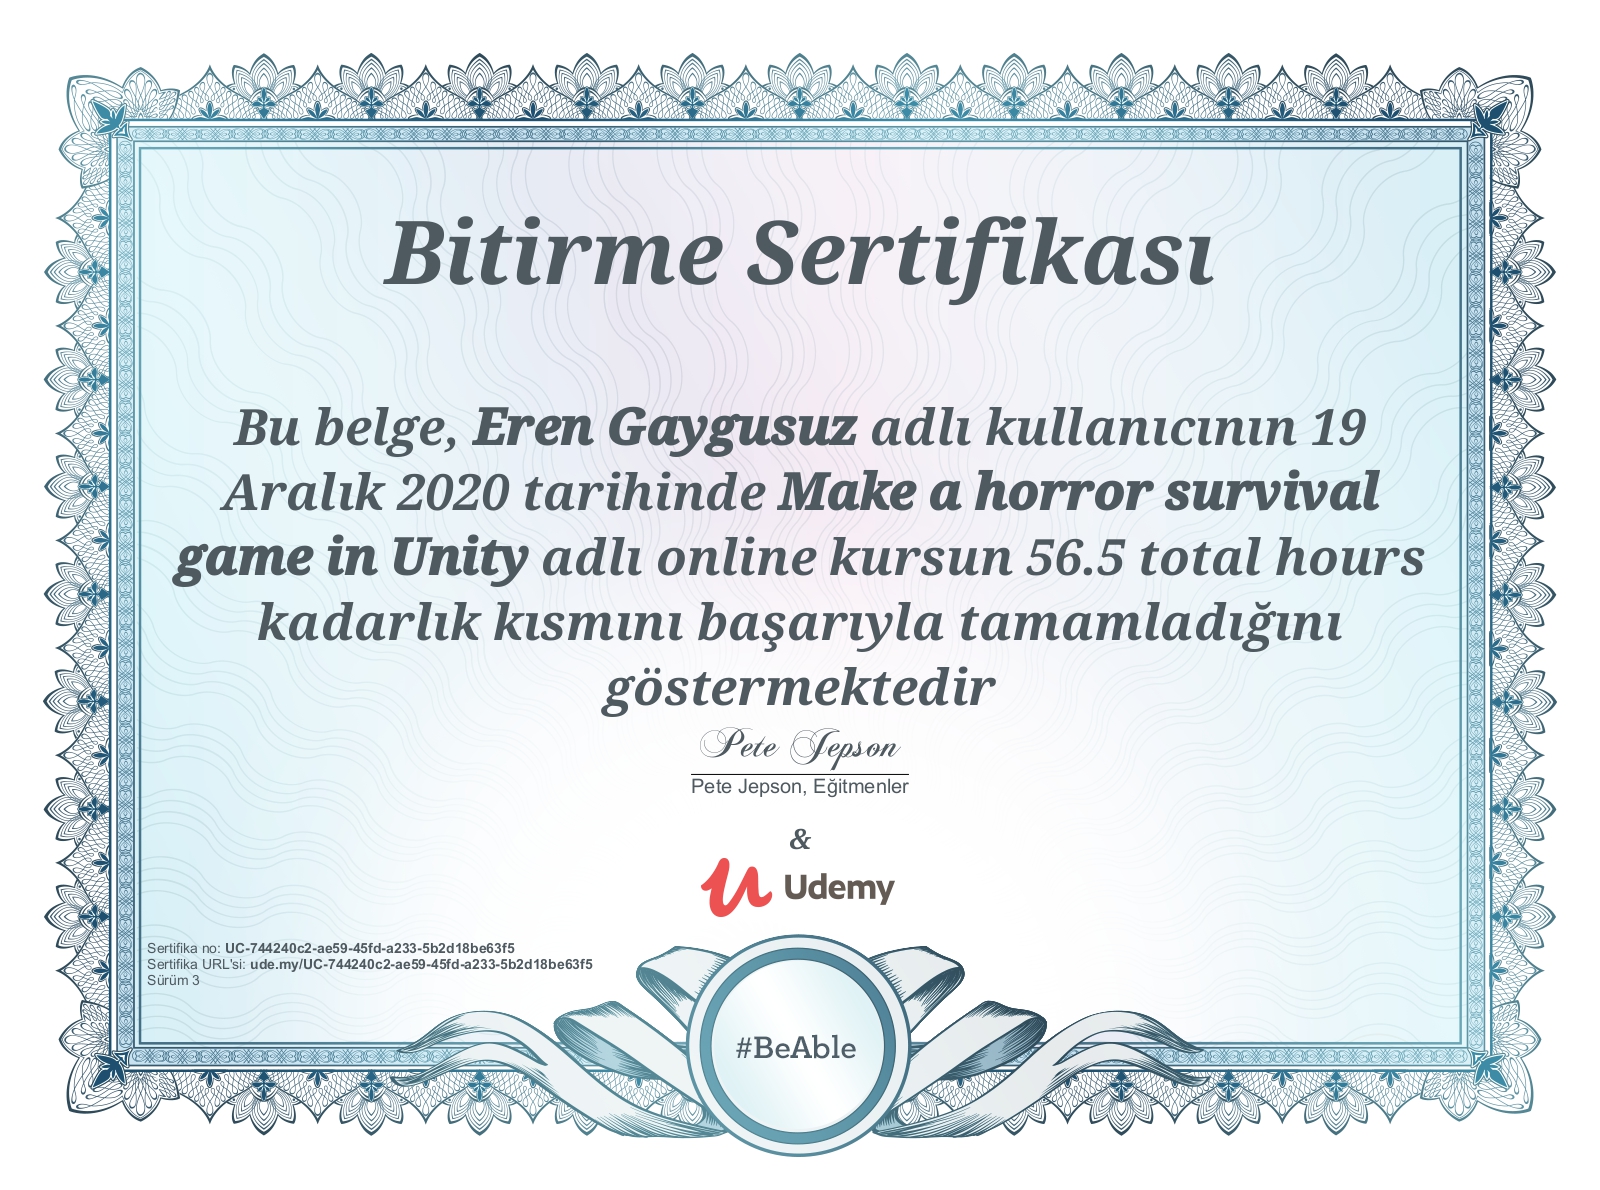 Bitirme Sertifikası
Bu belge, Eren Gaygusuz adlı kullanıcının 19
Aralık 2020 tarihinde Make a horror survival
game in Unity adlı online kursun 56.5 total hours
kadarlık kısmını başarıyla tamamladığını
göstermektedir
Pete Jepson
Pete Jepson, Eğitmenler
&
Udemy
Sertifika no: UC-744240c2-ae59-45fd-a233-5b2d18be63f5
Sertifika URL'si: ude.my/UC-744240c2-ae59-45fd-a233-5b2d18be63f5
Sürüm 3
#BeAble